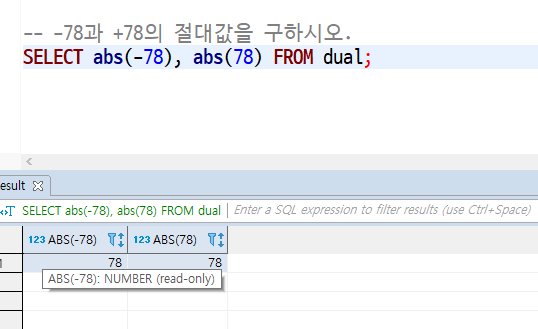 -- -78과 +78의 절대값을 구하시오.
SELECT abs(-78), abs(78) FROM dual;
esult
SELECT abs(-78), abs(78) FROM dual Enter a SQL expression to filter results (use Ctrl+Space)
123 ABS(-78) 123 ABS(78)
78 78
ABS(-78): NUMBER (read-only)